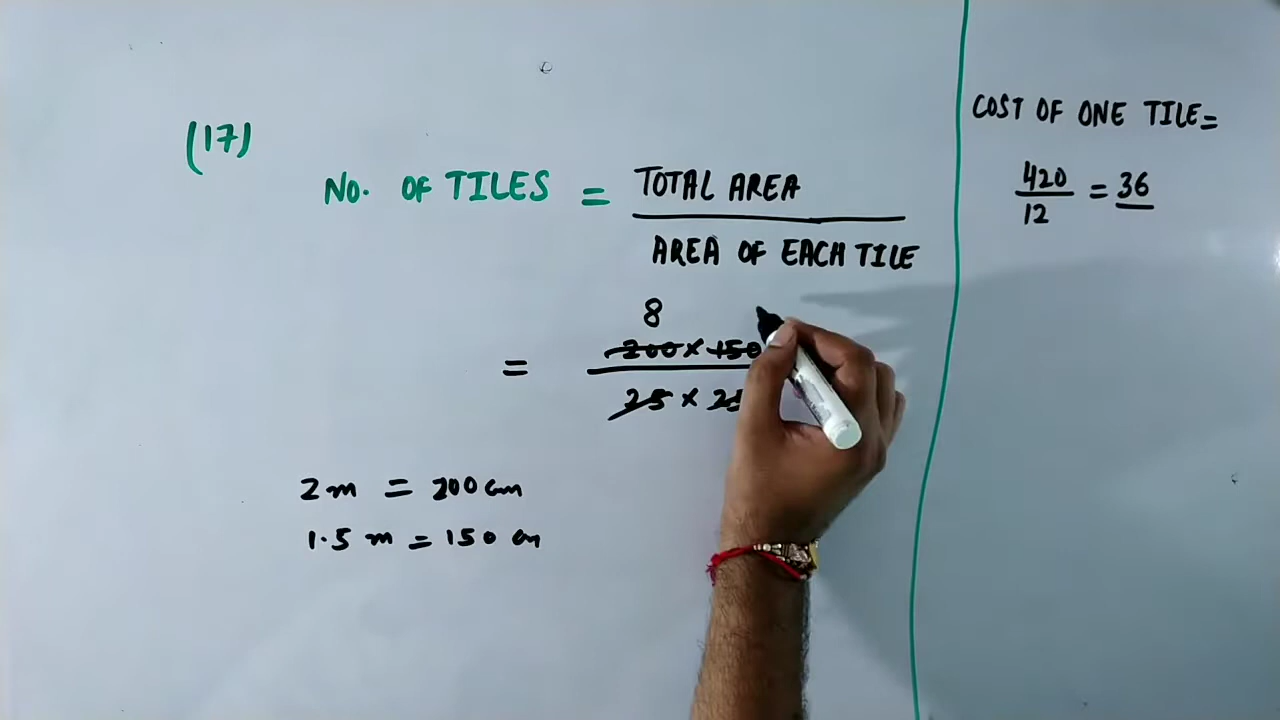 (17)
NO. OF TILES = TOTAL AREA
AREA OF EACH TILE
8
= 200 × 150
25 × 25
2 m = 200 cm
1.5 m = 150 cm
COST OF ONE TILE =
420
12
= 36